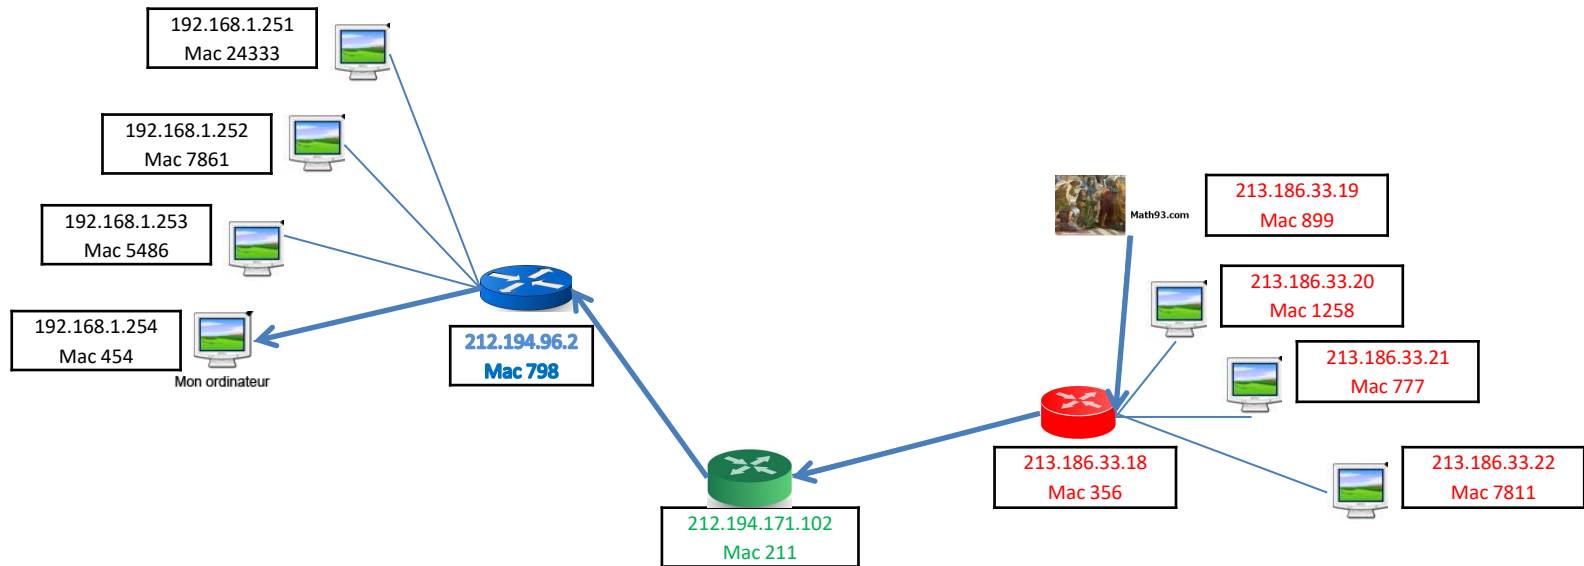 192.168.1.251
Mac 24333
192.168.1.252
Mac 7861
192.168.1.253
Mac 5486
192.168.1.254
Mac 454
Mon ordinateur
212.194.96.2
Mac 798
212.194.171.102
Mac 211
213.186.33.18
Mac 356
Math93.com
213.186.33.19
Mac 899
213.186.33.20
Mac 1258
213.186.33.21
Mac 777
213.186.33.22
Mac 7811